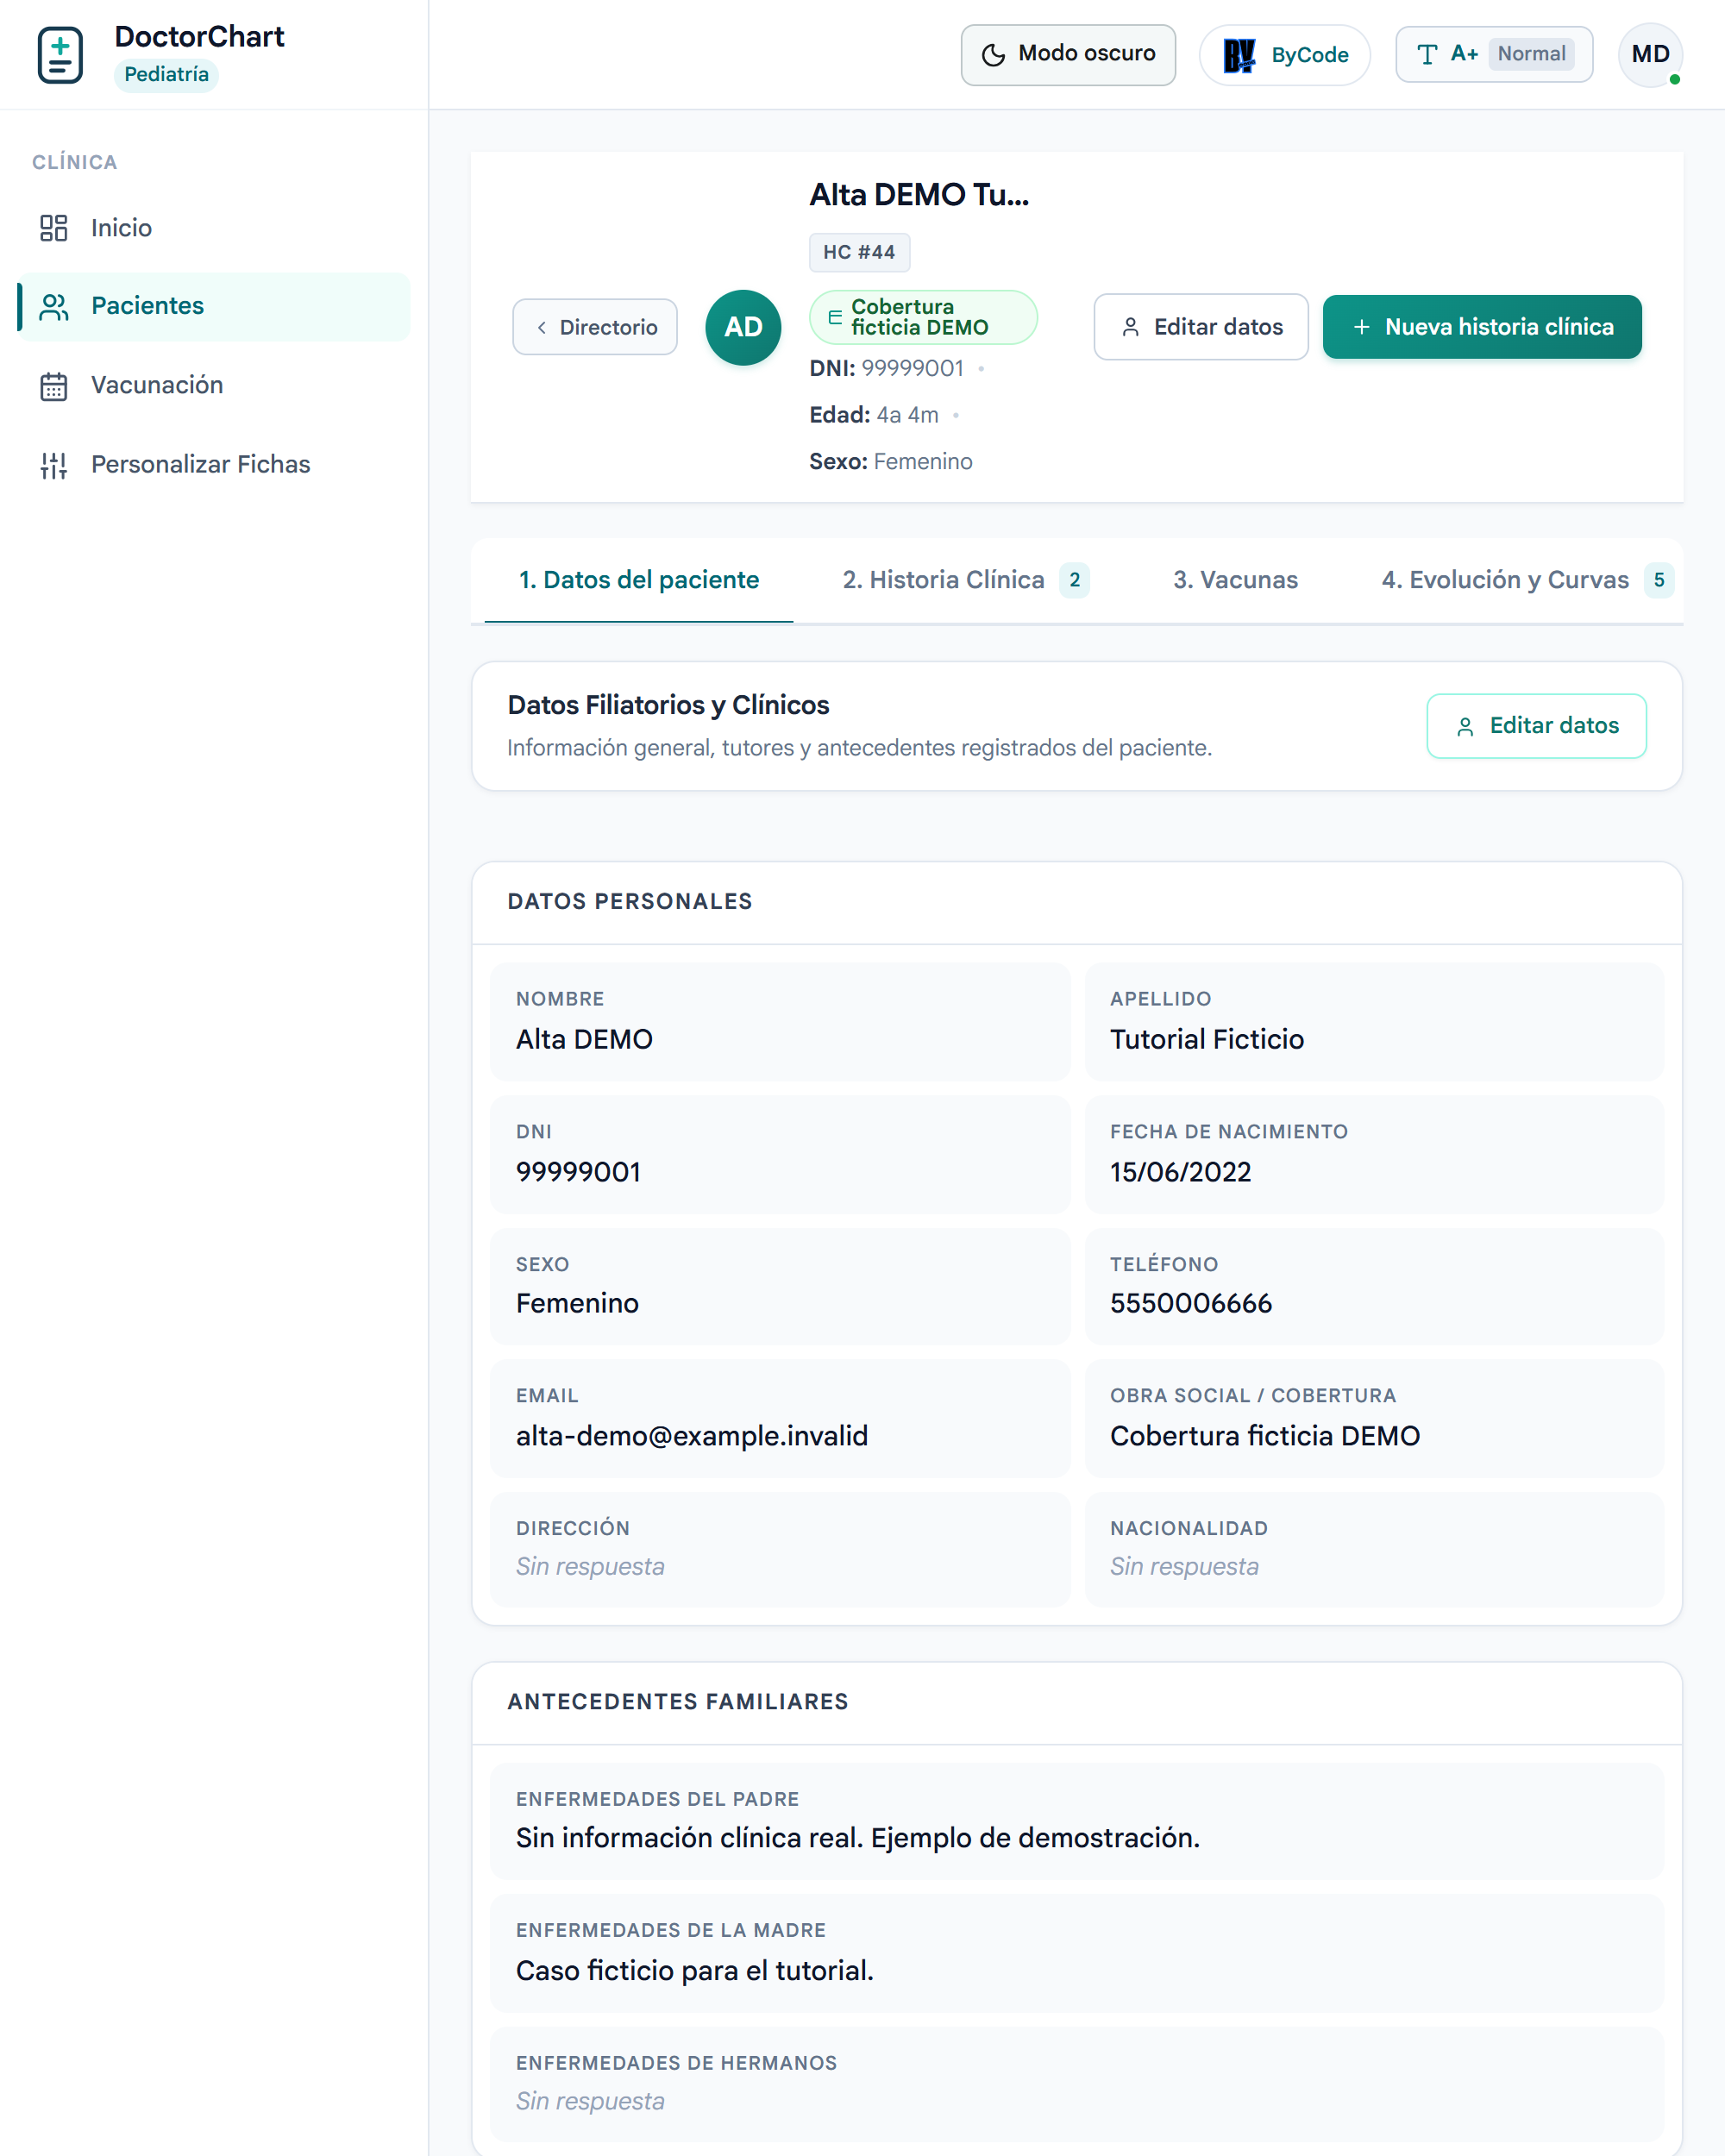 DoctorChart
Pediatría
Modo oscuro
ByCode
A+ Normal
MD
CLÍNICA
Inicio
Pacientes
Vacunación
Personalizar Fichas
Directorio
AD
Alta DEMO Tu...
HC #44
Cobertura
ficticia DEMO
DNI: 99999001 •
Edad: 4a 4m •
Sexo: Femenino
Editar datos
+ Nueva historia clínica
1. Datos del paciente
2. Historia Clínica 2
3. Vacunas
4. Evolución y Curvas 5
Datos Filiatorios y Clínicos
Información general, tutores y antecedentes registrados del paciente.
Editar datos
DATOS PERSONALES
NOMBRE
Alta DEMO
APELLIDO
Tutorial Ficticio
DNI
99999001
FECHA DE NACIMIENTO
15/06/2022
SEXO
Femenino
TELÉFONO
5550006666
EMAIL
alta-demo@example.invalid
OBRA SOCIAL / COBERTURA
Cobertura ficticia DEMO
DIRECCIÓN
Sin respuesta
NACIONALIDAD
Sin respuesta
ANTECEDENTES FAMILIARES
ENFERMEDADES DEL PADRE
Sin información clínica real. Ejemplo de demostración.
ENFERMEDADES DE LA MADRE
Caso ficticio para el tutorial.
ENFERMEDADES DE HERMANOS
Sin respuesta